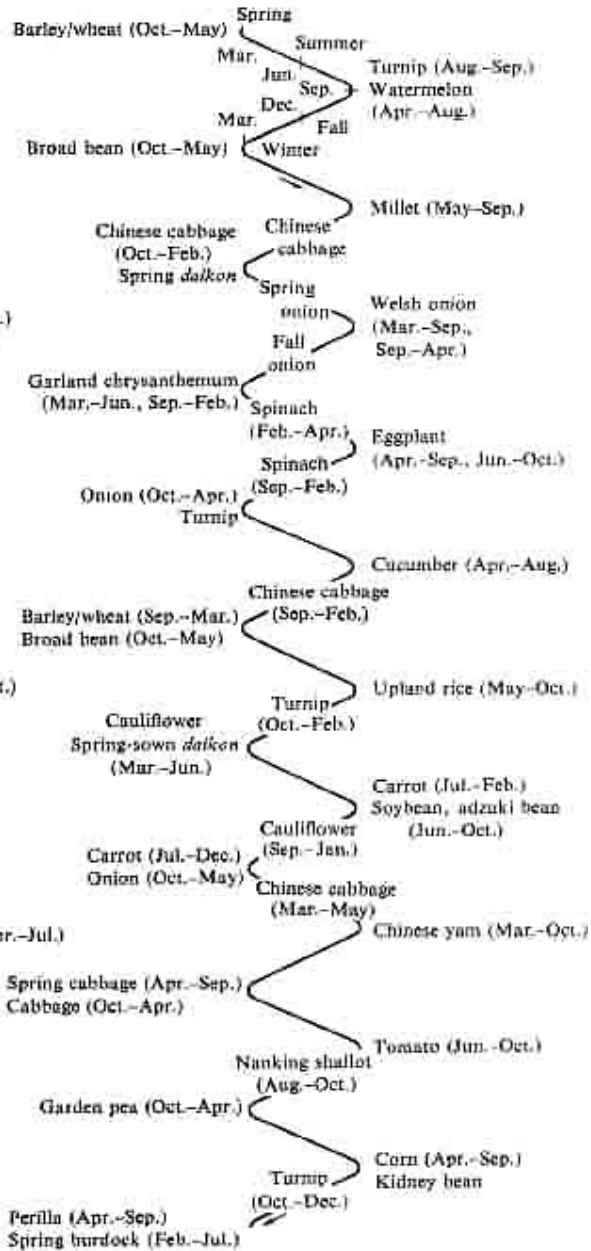 Spring
Barley/wheat (Oct.–May)
Summer
Mar.
Jun.
Turnip (Aug.–Sep.)
Sep.
Watermelon
Dec.
(Apr.–Aug.)
Mar.
Fall
Broad bean (Oct.–May)
Winter
Millet (May–Sep.)
Chinese cabbage
(Oct.–Feb.)
Spring daikon
Chinese
cabbage
Spring
onion
Welsh onion
(Mar.–Sep.,
Sep.–Apr.)
.)
Fall
onion
Garland chrysanthemum
(Mar.–Jun., Sep.–Feb.)
Spinach
(Feb.–Apr.)
Eggplant
(Apr.–Sep., Jun.–Oct.)
Spinach
(Sep.–Feb.)
Onion (Oct.–Apr.)
Turnip
Cucumber (Apr.–Aug.)
Chinese cabbage
(Sep.–Feb.)
Barley/wheat (Sep.–Mar.)
Broad bean (Oct.–May)
Upland rice (May–Oct.)
t.)
Turnip
(Oct.–Feb.)
Cauliflower
Spring-sown daikon
(Mar.–Jun.)
Carrot (Jul.–Feb.)
Soybean, adzuki bean
(Jun.–Oct.)
Cauliflower
(Sep.–Jan.)
Carrot (Jul.–Dec.)
Onion (Oct.–May)
Chinese cabbage
(Mar.–May)
Chinese yam (Mar.–Oct.)
r.–Jul.)
Spring cabbage (Apr.–Sep.)
Cabbage (Oct.–Apr.)
Tomato (Jun.–Oct.)
Nanking shallot
(Aug.–Oct.)
Garden pea (Oct.–Apr.)
Corn (Apr.–Sep.)
Kidney bean
Turnip
(Oct.–Dec.)
Perilla (Apr.–Sep.)
Spring burdock (Feb.–Jul.)